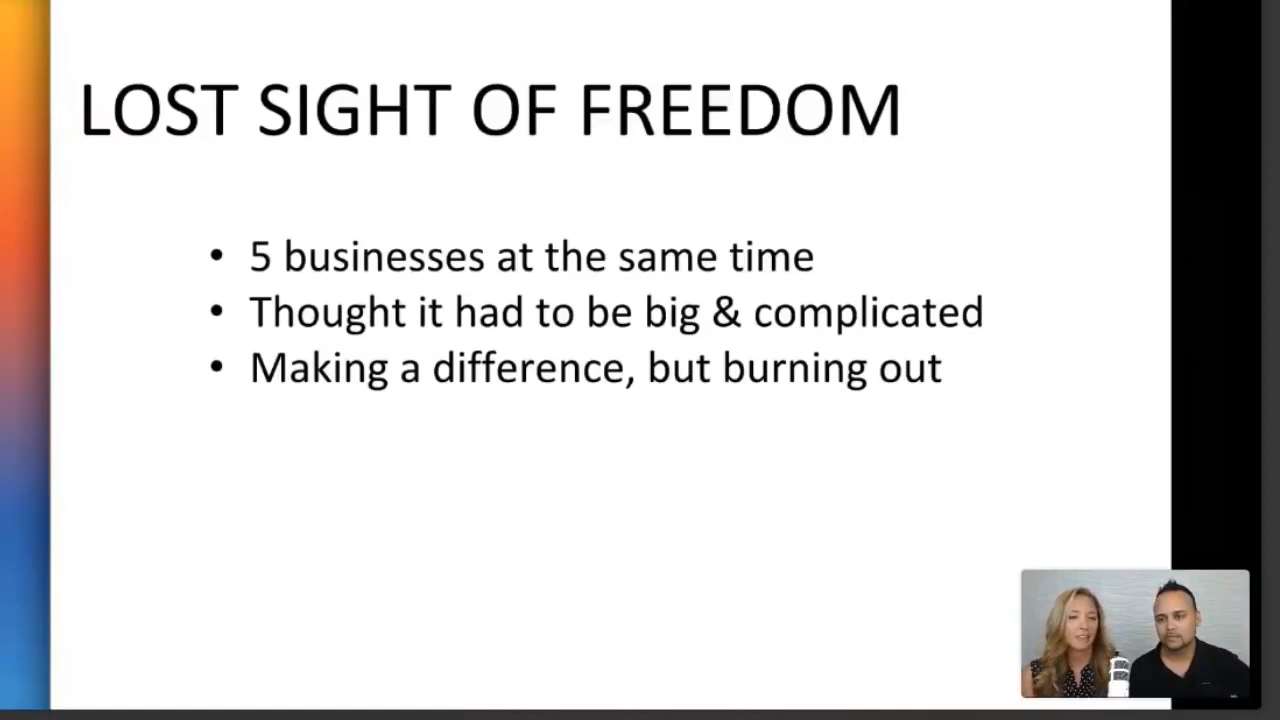 LOST SIGHT OF FREEDOM
• 5 businesses at the same time
• Thought it had to be big & complicated
• Making a difference, but burning out